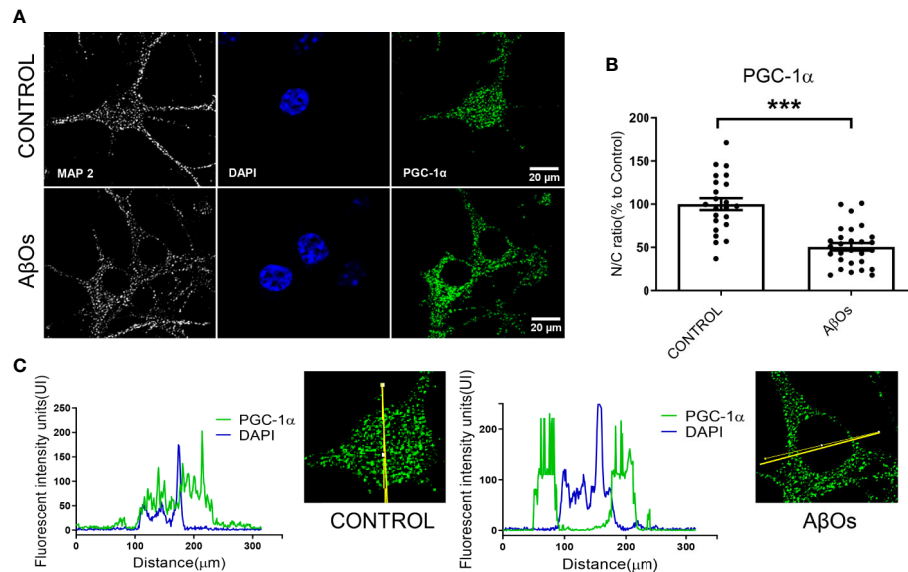 A
CONTROL
MAP 2
DAPI
PGC-1α
20 µm
AβOs
20 µm
B
PGC-1α
***
N/C ratio(% to Control)
200
150
100
50
0
CONTROL
AβOs
C
Fluorescent intensity units(UI)
250
200
150
100
50
0
PGC-1α
DAPI
0
100
200
300
Distance(µm)
CONTROL
Fluorescent intensity units(UI)
250
200
100
50
0
PGC-1α
DAPI
0
100
200
300
Distance(µm)
AβOs